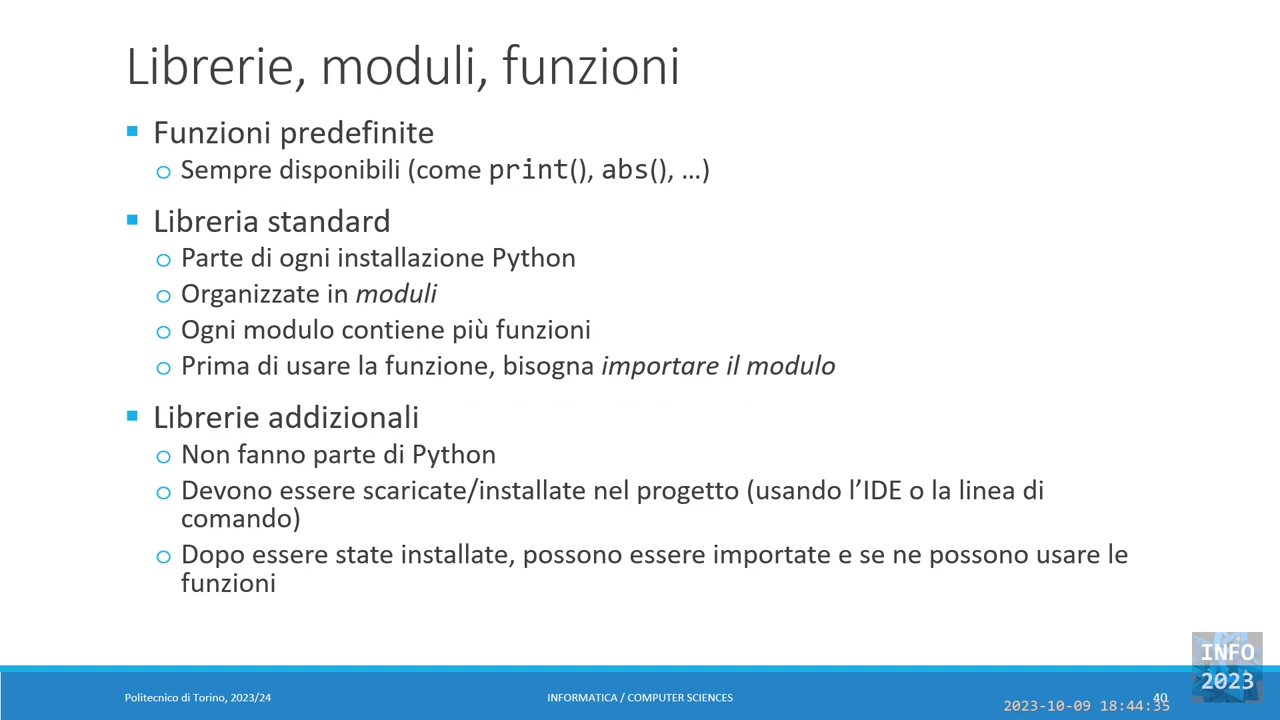 Librerie, moduli, funzioni
Funzioni predefinite
Sempre disponibili (come print(), abs(), …)
Libreria standard
Parte di ogni installazione Python
Organizzate in moduli
Ogni modulo contiene più funzioni
Prima di usare la funzione, bisogna importare il modulo
Librerie addizionali
Non fanno parte di Python
Devono essere scaricate/installate nel progetto (usando l’IDE o la linea di
comando)
Dopo essere state installate, possono essere importate e se ne possono usare le
funzioni
INFO
2023
Politecnico di Torino, 2023/24
INFORMATICA / COMPUTER SCIENCES
40
2023-10-09 18:44:35